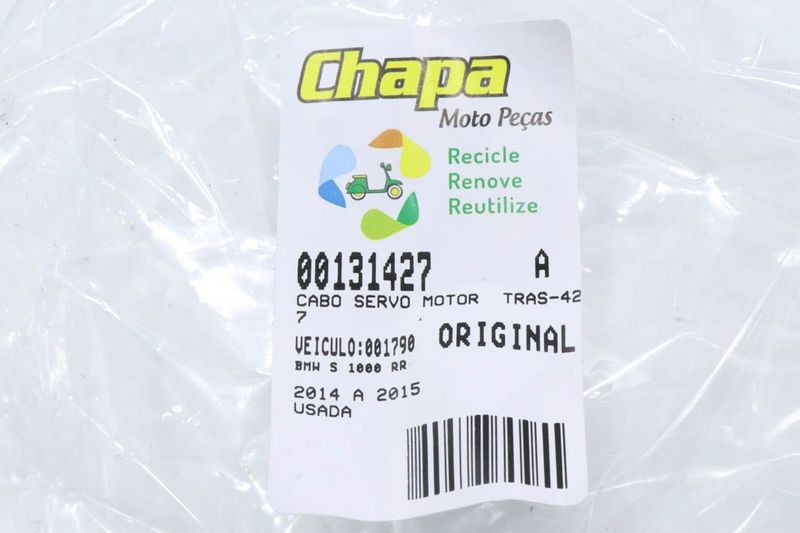 Chapa
Moto Peças
Recicle
Renove
Reutilize
00131427 A
CABO SERVO MOTOR TRAS-42
7
VEICULO:001790 ORIGINAL
BMW S 1000 RR
2014 A 2015
USADA